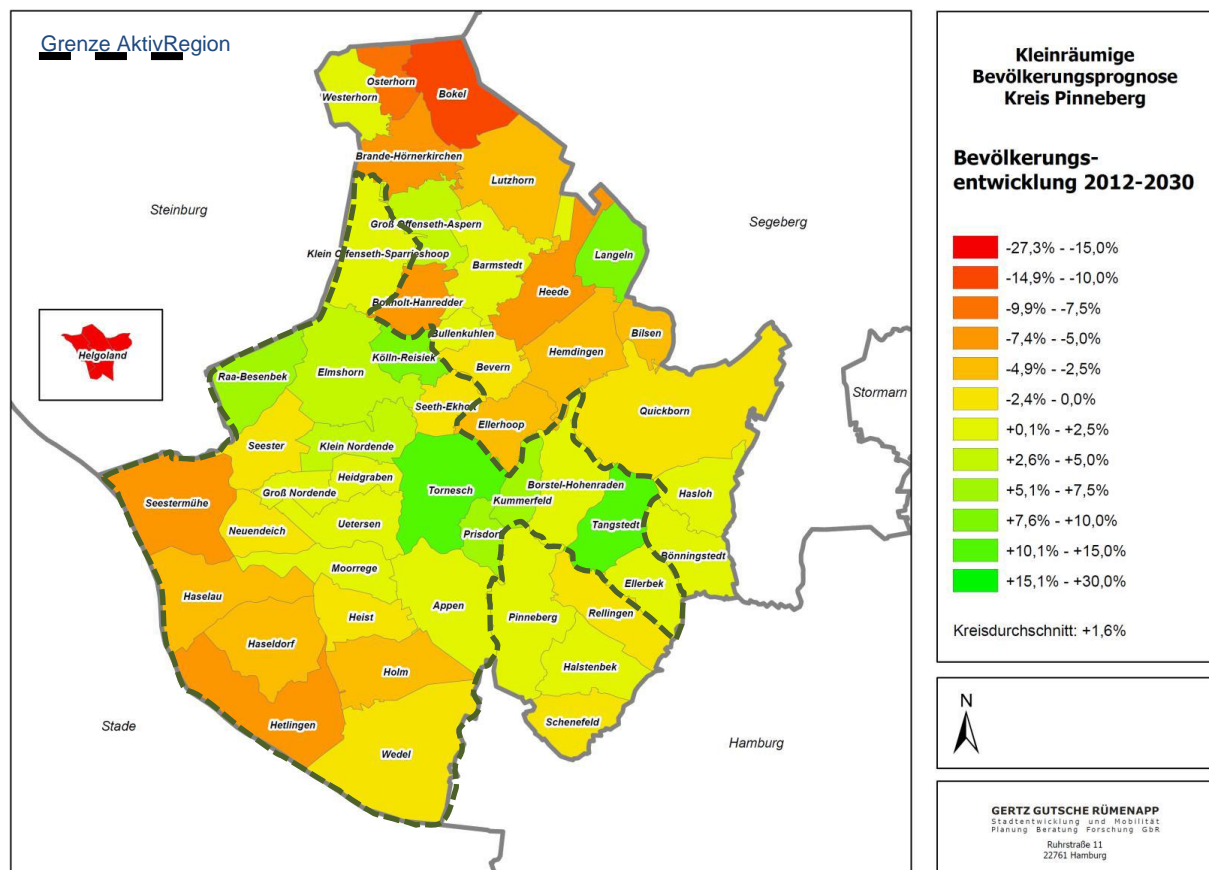 Grenze AktivRegion
Osterhorn
Bokel
Westerhorn
Brande-Hörnerkirchen
Lutzhorn
Steinburg
Segeberg
Groß Offenseth-Aspern
Klein Offenseth-Sparrieshoop
Langeln
Barmstedt
Heede
Bokholt-Hanredder
Bullenkuhlen
Bilsen
Helgoland
Hemdingen
Kölln-Reisiek
Bevern
Raa-Besenbek
Elmshorn
Stormarn
Seeth-Ekholt
Quickborn
Ellerhoop
Seester
Klein Nordende
Heidgraben
Borstel-Hohenraden
Tornesch
Groß Nordende
Hasloh
Seestermühe
Kummerfeld
Neuendeich
Uetersen
Tangstedt
Prisdorf
Bönningstedt
Moorrege
Ellerbek
Haselau
Appen
Rellingen
Heist
Pinneberg
Haseldorf
Halstenbek
Holm
Hetlingen
Schenefeld
Stade
Hamburg
Wedel
Kleinräumige
Bevölkerungsprognose
Kreis Pinneberg
Bevölkerungs-
entwicklung 2012-2030
-27,3% - -15,0%
-14,9% - -10,0%
-9,9% - -7,5%
-7,4% - -5,0%
-4,9% - -2,5%
-2,4% - 0,0%
+0,1% - +2,5%
+2,6% - +5,0%
+5,1% - +7,5%
+7,6% - +10,0%
+10,1% - +15,0%
+15,1% - +30,0%
Kreisdurchschnitt: +1,6%
N
GERTZ GUTSCHE RÜMENAPP
Stadtentwicklung und Mobilität
Planung Beratung Forschung GbR
Ruhrstraße 11
22761 Hamburg